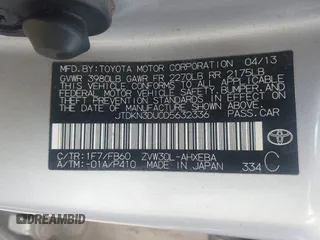 MFD.BY:TOYOTA MOTOR CORPORATION 04/13
GVWR 3980LB GAWR FR 2270LB RR 2175LB
THIS VEHICLE CONFORMS TO ALL APPLICABLE
FEDERAL MOTOR VEHICLE SAFETY, BUMPER, AND
THEFT PREVENTION STANDARDS IN EFFECT ON
THE DATE OF MANUFACTURE SHOWN ABOVE.
JTDKN3DU0D5632336 PASS.CAR
TOYOTA
C/TR:1F7/FB60 ZVW30L-AHXEBA
A/TM:-01A/P410 MADE IN JAPAN 334 C
DREAMBID